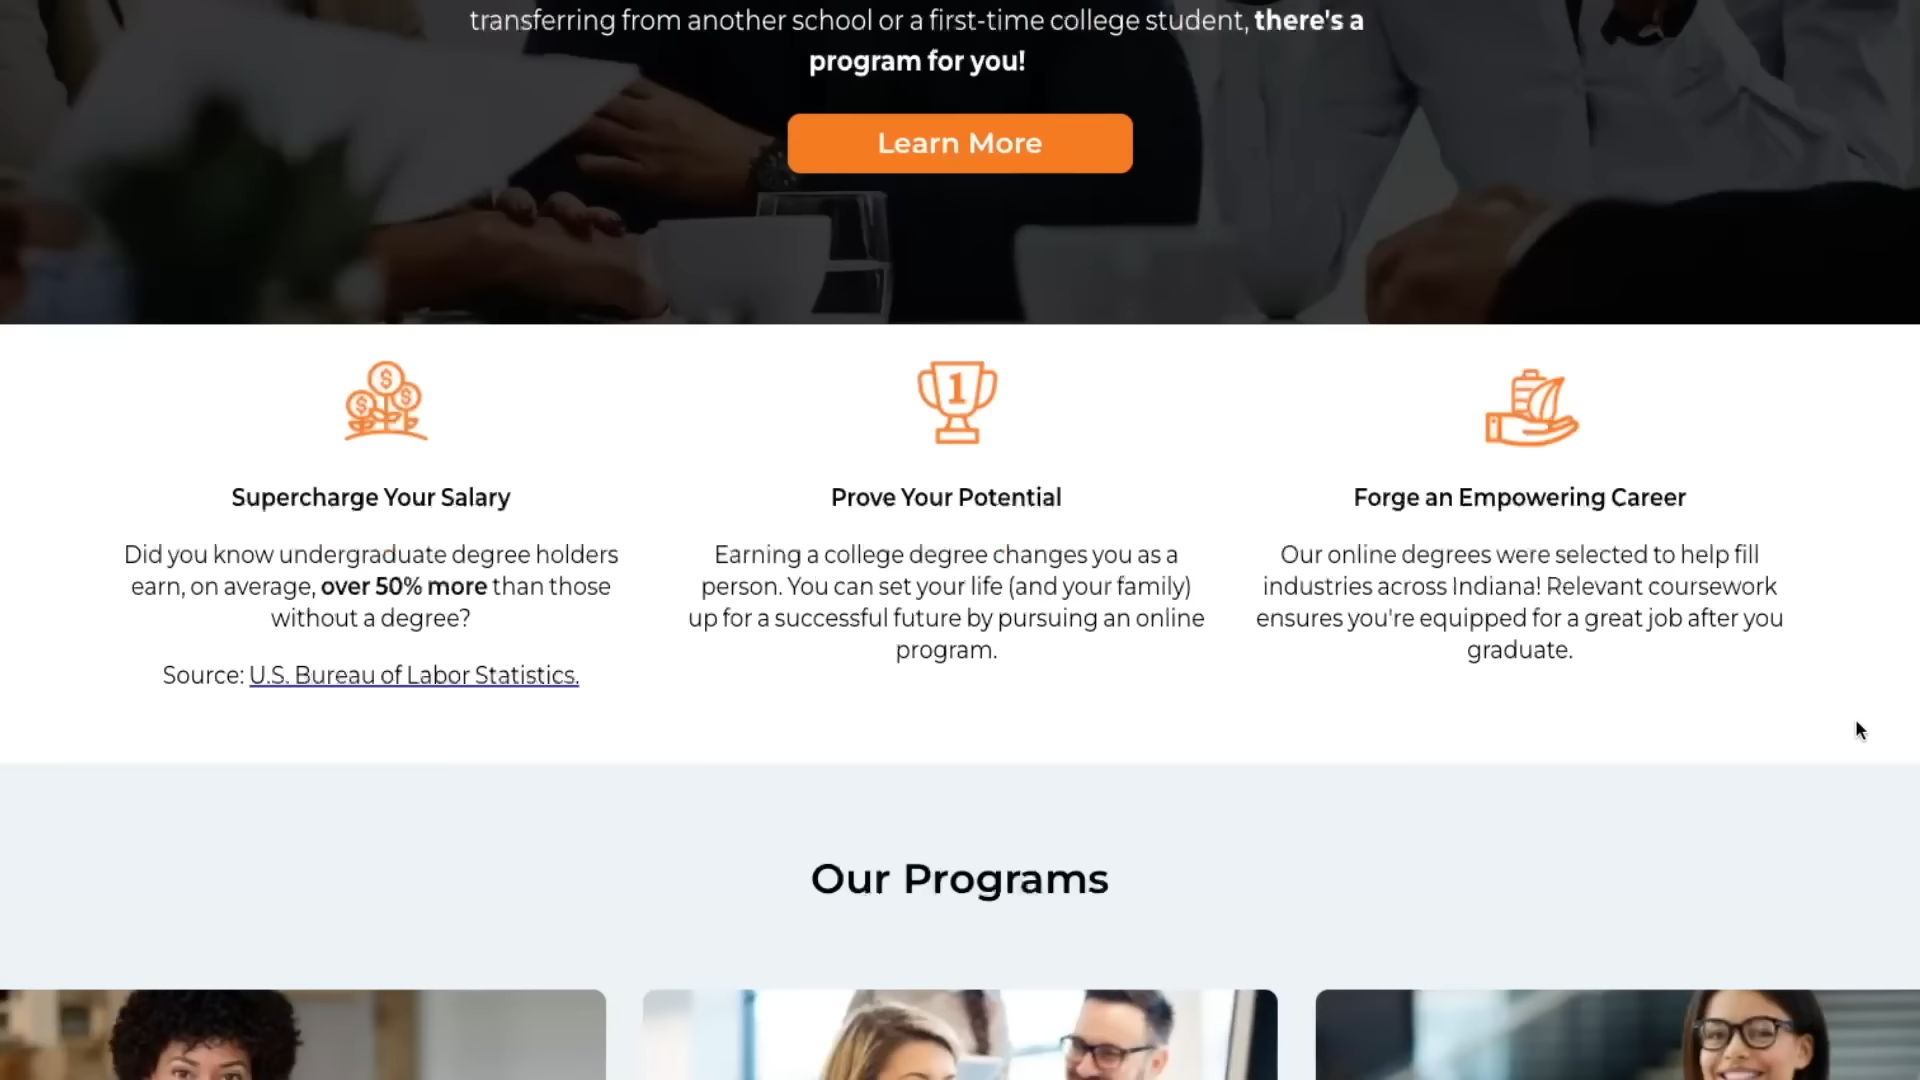 transferring from another school or a first-time college student, there's a
program for you!
Learn More
1
Supercharge Your Salary
Did you know undergraduate degree holders
earn, on average, over 50% more than those
without a degree?
Source: U.S. Bureau of Labor Statistics.
Prove Your Potential
Earning a college degree changes you as a
person. You can set your life (and your family)
up for a successful future by pursuing an online
program.
Forge an Empowering Career
Our online degrees were selected to help fill
industries across Indiana! Relevant coursework
ensures you're equipped for a great job after you
graduate.
Our Programs